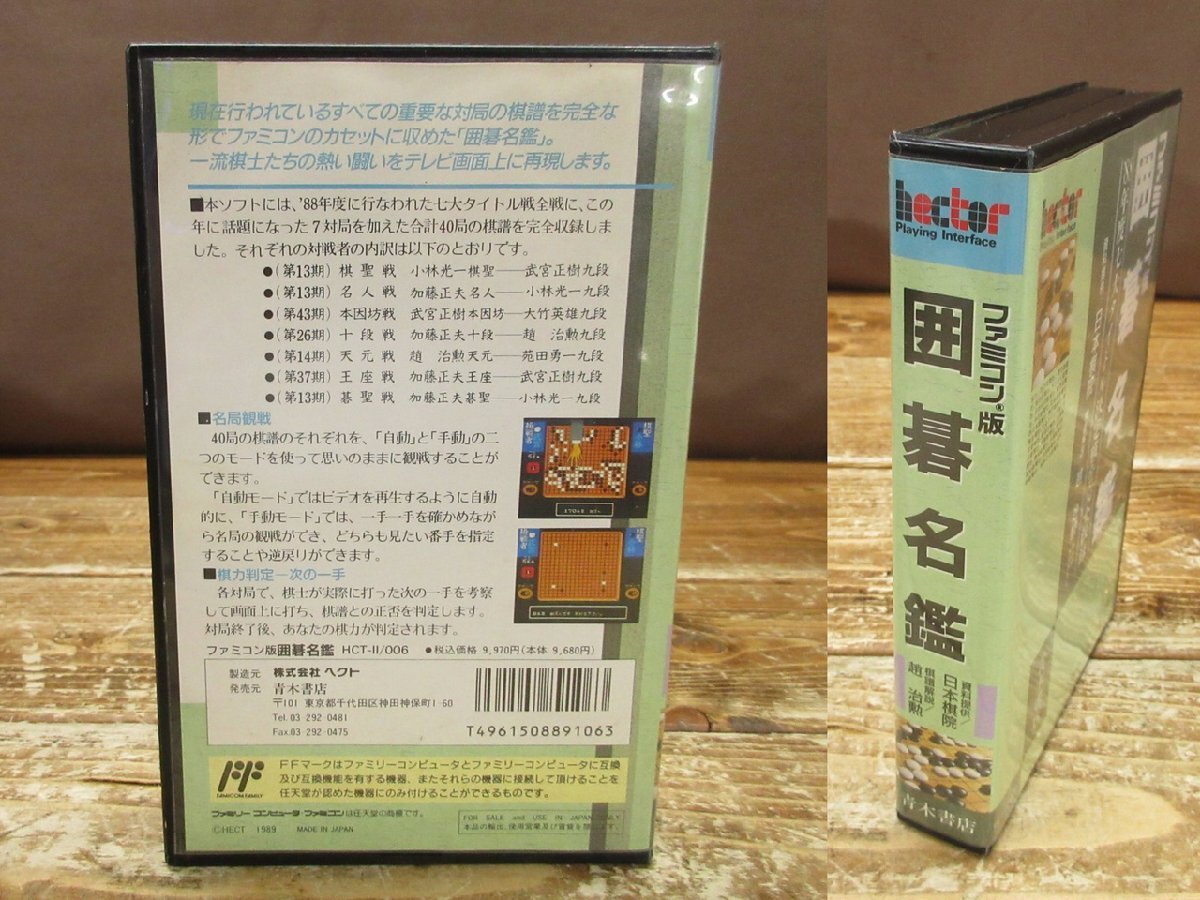 現在行われているすべての重要な対局の棋譜を完全な
形でファミコンのカセットに収めた「囲碁名鑑」。
一流棋士たちの熱い闘いをテレビ画面上に再現します。
■本ソフトには、'88年度に行なわれた七大タイトル戦全戦に、この
年に話題になった7対局を加えた合計40局の棋譜を完全収録しま
した。それぞれの対戦者の内訳は以下のとおりです。
●(第13期) 棋聖戦 小林光一棋聖──武宮正樹九段
●(第13期) 名人戦 加藤正夫名人──小林光一九段
●(第43期) 本因坊戦 武宮正樹本因坊──大竹英雄九段
●(第26期) 十段戦 加藤正夫十段──趙 治勲九段
●(第14期) 天元戦 趙 治勲天元──苑田勇一九段
●(第37期) 王座戦 加藤正夫王座──武宮正樹九段
●(第13期) 碁聖戦 加藤正夫碁聖──小林光一九段
■名局観戦
40局の棋譜のそれぞれを、「自動」と「手動」の二
つのモードを使って思いのままに観戦することが
できます。
「自動モード」ではビデオを再生するように自動
的に、「手動モード」では、一手一手を確かめなが
ら名局の観戦ができ、どちらも見たい番手を指定
することや逆戻りができます。
■棋力判定─次の一手
各対局で、棋士が実際に打った次の一手を考察
して画面上に打ち、棋譜との正否を判定します。
対局終了後、あなたの棋力が判定されます。
ファミコン版囲碁名鑑 HCT-II/006 ●税込価格 9,970円(本体 9,680円)
製造元 株式会社 ヘクト
発売元 青木書店
〒101 東京都千代田区神田神保町1-60
Tel.03-292-0481
Fax.03-292-0475
T4961508891063
FF
FAMICOM FAMILY
FFマークはファミリーコンピュータとファミリーコンピュータに互換
及び互換機能を有する機器、またそれらの機器に接続して頂けることを
任天堂が認めた機器にのみ付けることができるものです。
ファミリーコンピュータ・ファミコンは任天堂の商標です。
©HECT 1989 MADE IN JAPAN
FOR SALE and USE IN JAPAN ONLY
本品の輸出、使用営業及び賃貸を禁じます。
hector
Playing Interface
ファミコン®版
囲碁名鑑
資料提供/日本棋院
棋譜解説/趙 治勲
青木書店
hector